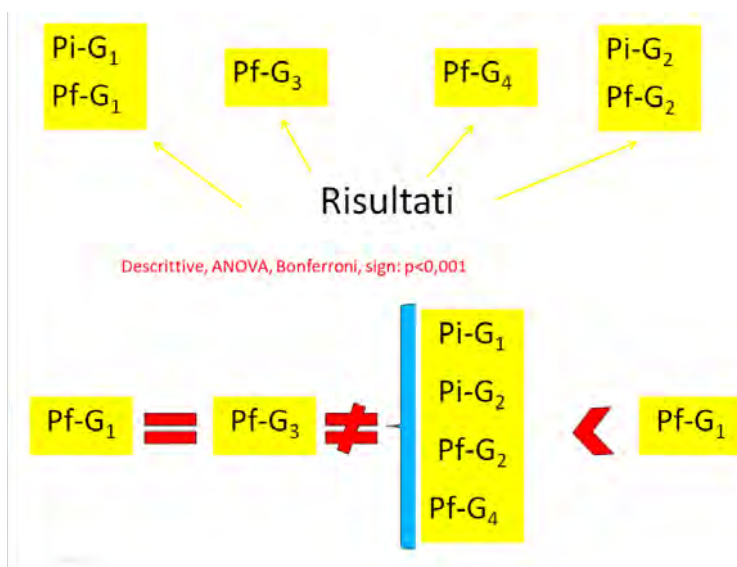 Pi-G₁
Pf-G₁
Pf-G₃
Pf-G₄
Pi-G₂
Pf-G₂
Risultati
Descrittive, ANOVA, Bonferroni, sign: p<0,001
Pf-G₁ = Pf-G₃ ≠
Pi-G₁
Pi-G₂
Pf-G₂
Pf-G₄
< Pf-G₁